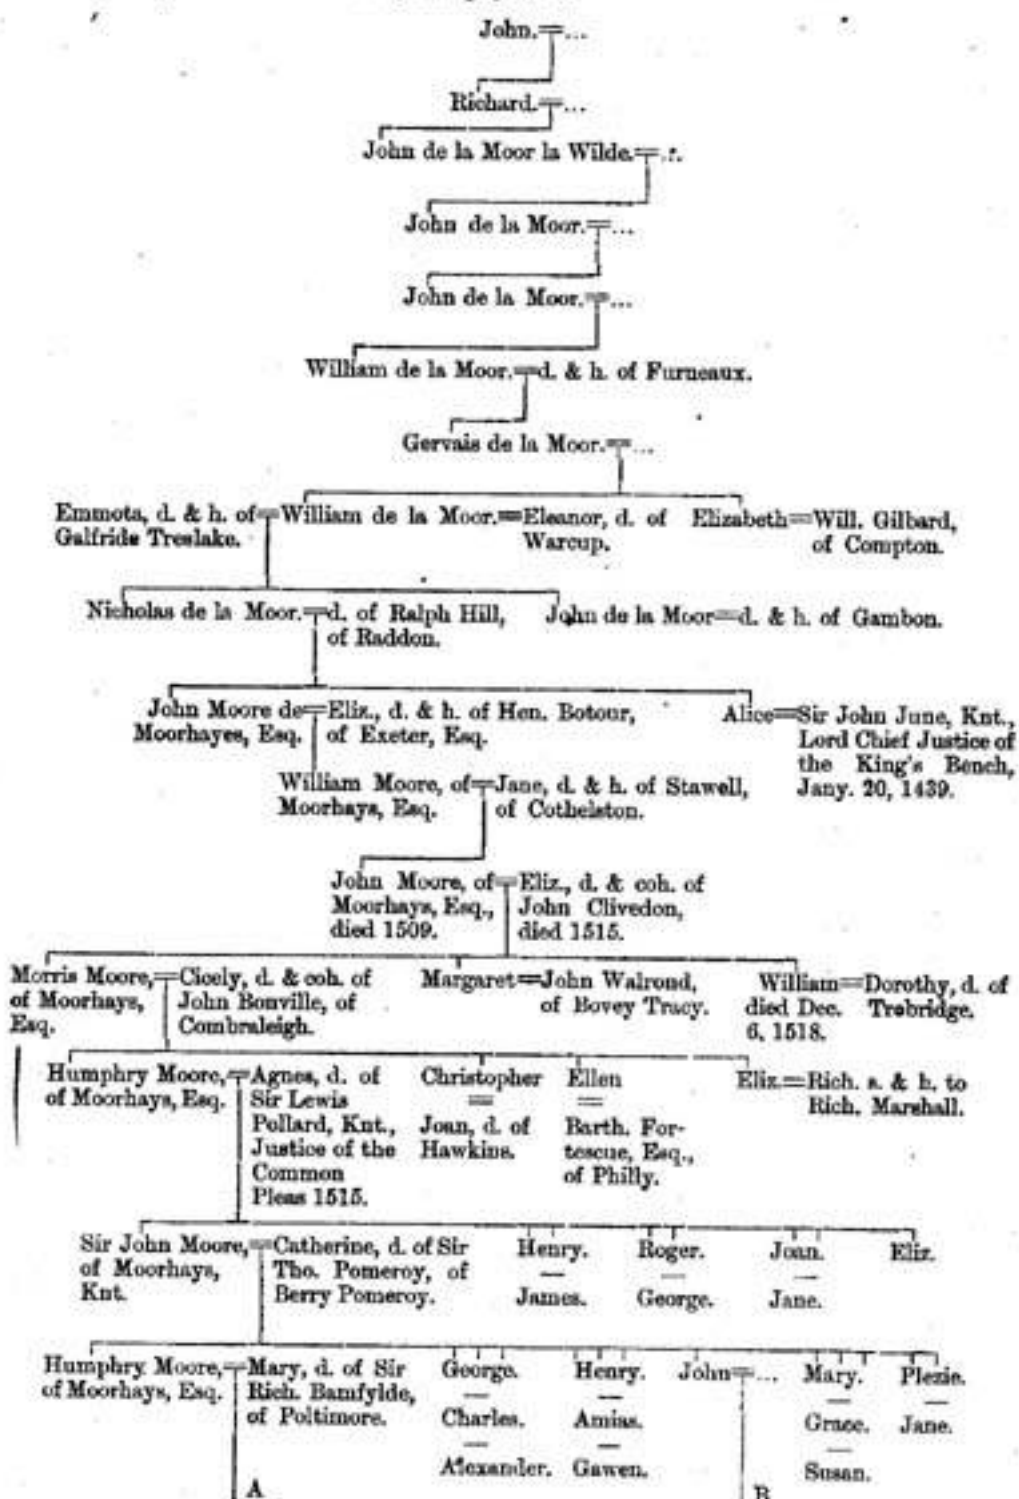 John. = ...
Richard. = ...
John de la Moor la Wilde. = ...
John de la Moor. = ...
John de la Moor. = ...
William de la Moor. = d. & h. of Furneaux.
Gervais de la Moor. = ...
Emmota, d. & h. of = William de la Moor. = Eleanor, d. of Elizabeth = Will. Gilbard,
Galfride Treslake. Warcup. of Compton.
Nicholas de la Moor. = d. of Ralph Hill, John de la Moor = d. & h. of Gambon.
of Raddon.
John Moore de = Eliz., d. & h. of Hen. Botour, Alice = Sir John June, Knt.,
Moorhayes, Esq. of Exeter, Esq. Lord Chief Justice of
the King's Bench,
William Moore, of = Jane, d. & h. of Stawell, Jany. 20, 1439.
Moorhays, Esq. of Cothelston.
John Moore, of = Eliz., d. & coh. of
Moorhays, Esq., John Clivedon,
died 1509. died 1515.
Morris Moore, = Cicely, d. & coh. of Margaret = John Walrond, William = Dorothy, d. of
of Moorhays, John Bonville, of of Bovey Tracy. died Dec. Trobridge.
Esq. Combraleigh. 6, 1518.
Humphry Moore, = Agnes, d. of Christopher Ellen Eliz. = Rich. s. & h. to
of Moorhays, Esq. Sir Lewis = = Rich. Marshall.
Pollard, Knt., Joan, d. of Barth. For-
Justice of the Hawkins. tescue, Esq.,
Common of Philly.
Pleas 1515.
Sir John Moore, = Catherine, d. of Sir Henry. Roger. Joan. Eliz.
of Moorhays, Tho. Pomeroy, of — — —
Knt. Berry Pomeroy. James. George. Jane.
Humphry Moore, = Mary, d. of Sir George. Henry. John = ... Mary. Plezie.
of Moorhays, Esq. Rich. Bamfylde, — — — —
of Poltimore. Charles. Amias. Grace. Jane.
— — —
Alexander. Gawen. Susan.
A B